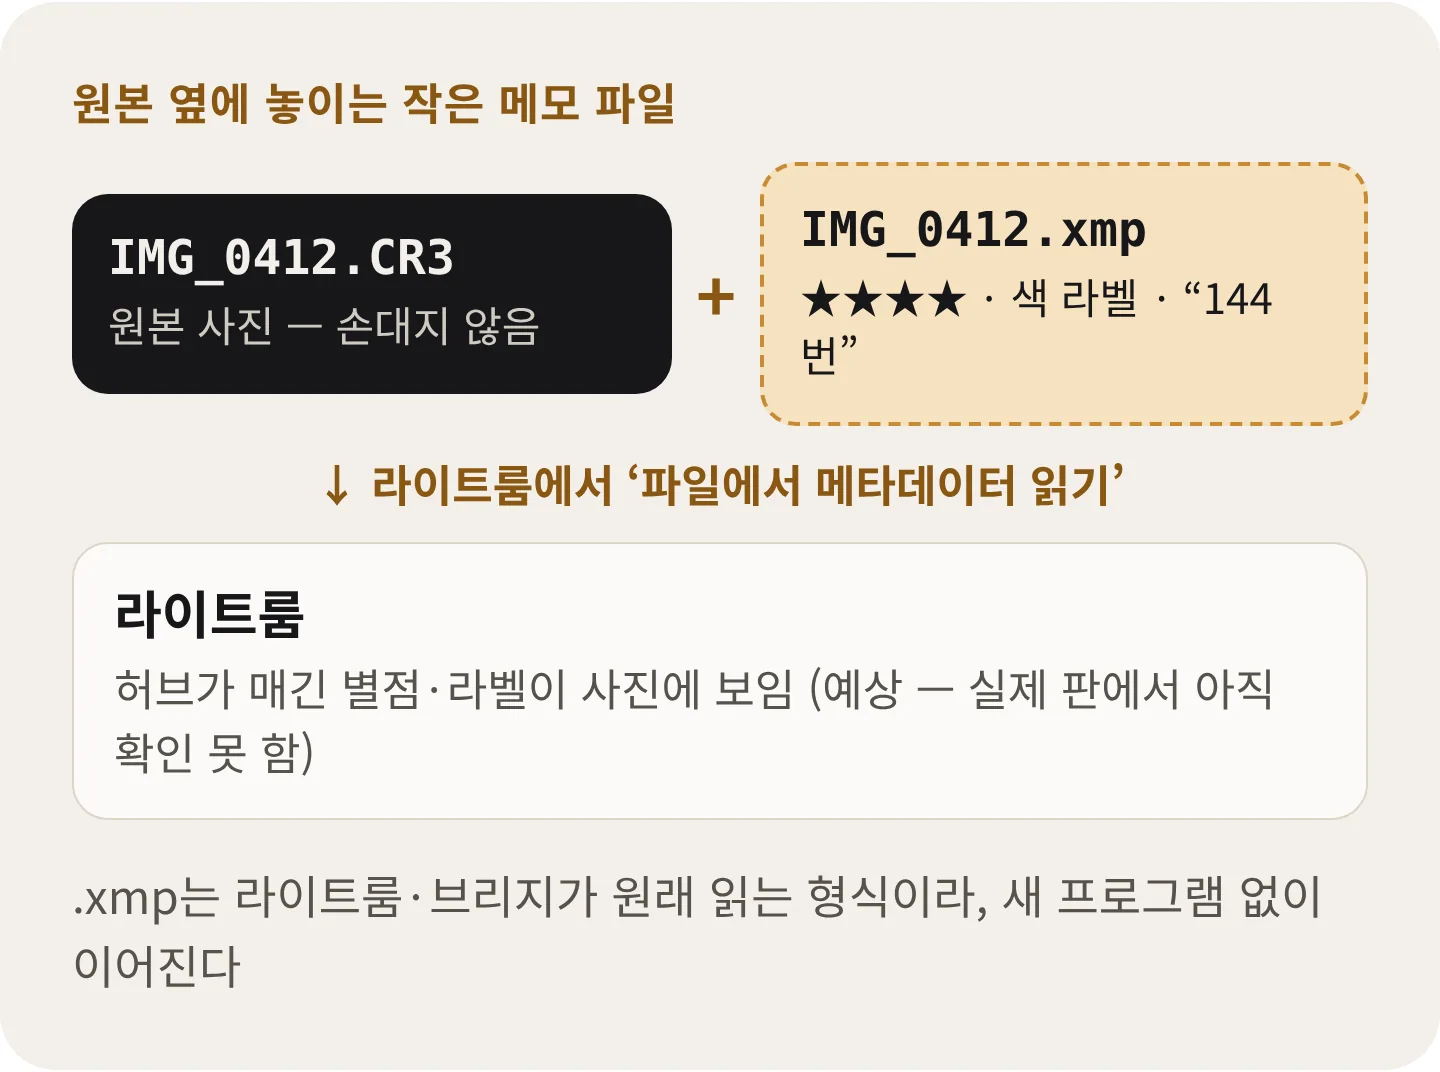 원본 옆에 놓이는 작은 메모 파일
IMG_0412.CR3
원본 사진 — 손대지 않음
+
IMG_0412.xmp
★★★★ · 색 라벨 · “144
번”
↓ 라이트룸에서 ‘파일에서 메타데이터 읽기’
라이트룸
허브가 매긴 별점·라벨이 사진에 보임 (예상 — 실제 판에서 아직
확인 못 함)
.xmp는 라이트룸·브리지가 원래 읽는 형식이라, 새 프로그램 없이
이어진다